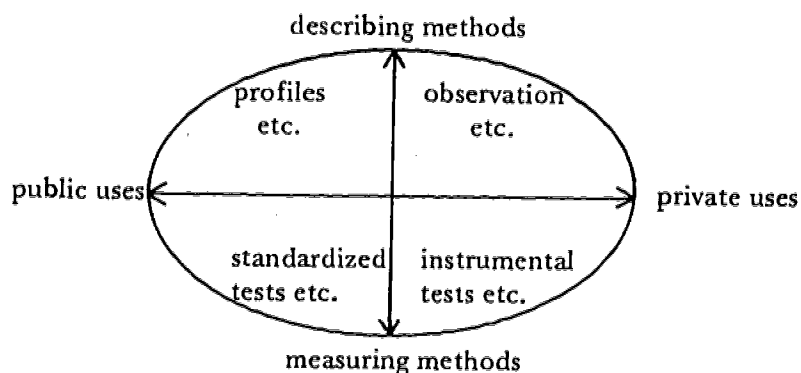 describing methods
profiles
etc.
observation
etc.
public uses
private uses
standardized
tests etc.
instrumental
tests etc.
measuring methods